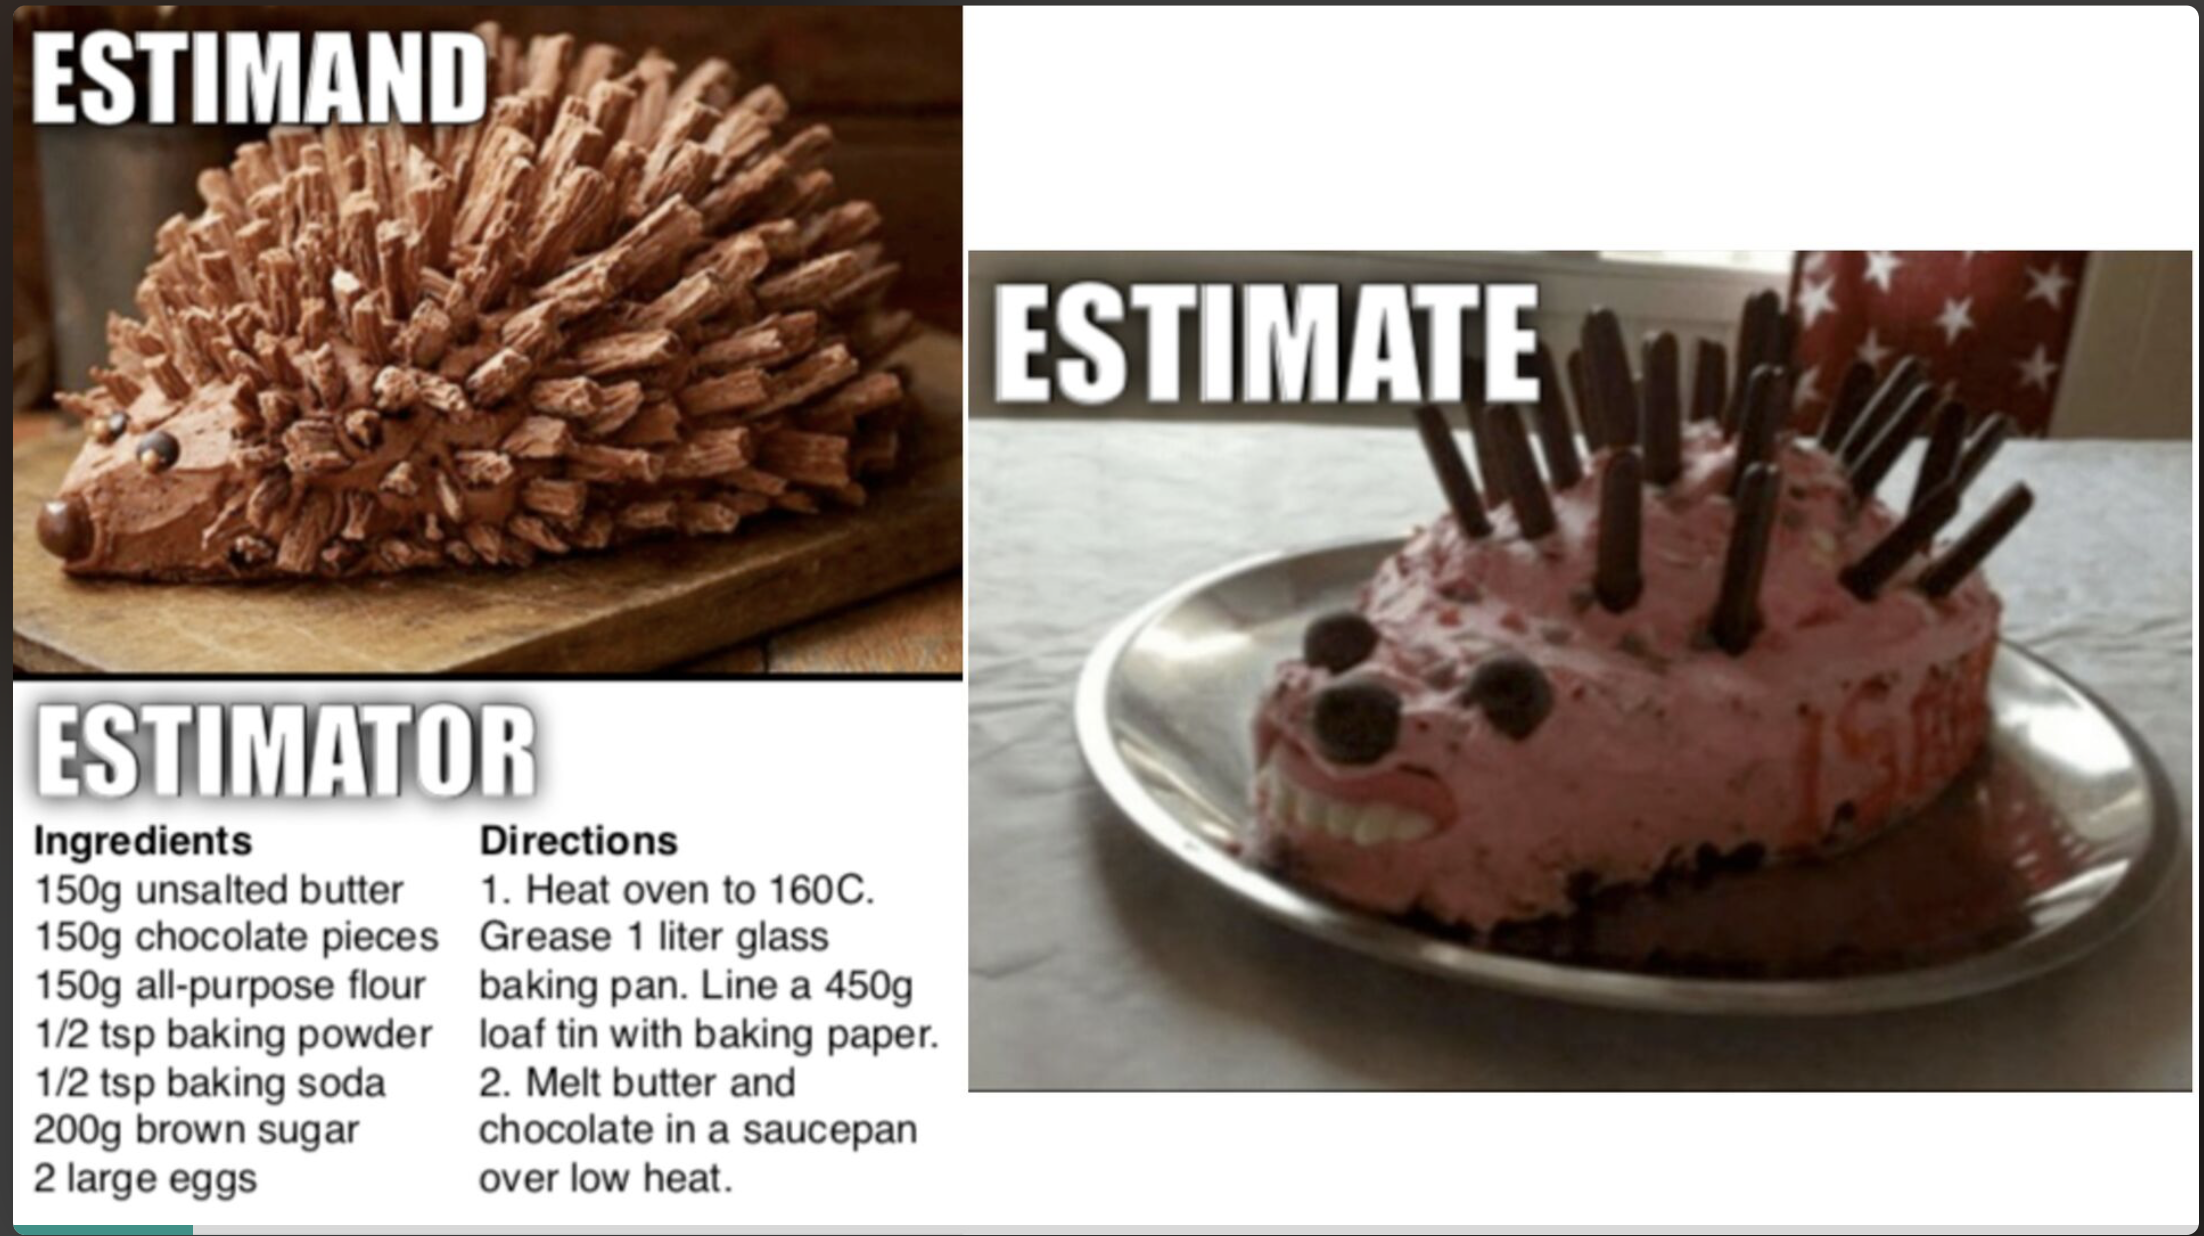 ESTIMAND
ESTIMATOR
Ingredients
150g unsalted butter
150g chocolate pieces
150g all-purpose flour
1/2 tsp baking powder
1/2 tsp baking soda
200g brown sugar
2 large eggs
Directions
1. Heat oven to 160C.
Grease 1 liter glass
baking pan. Line a 450g
loaf tin with baking paper.
2. Melt butter and
chocolate in a saucepan
over low heat.
ESTIMATE